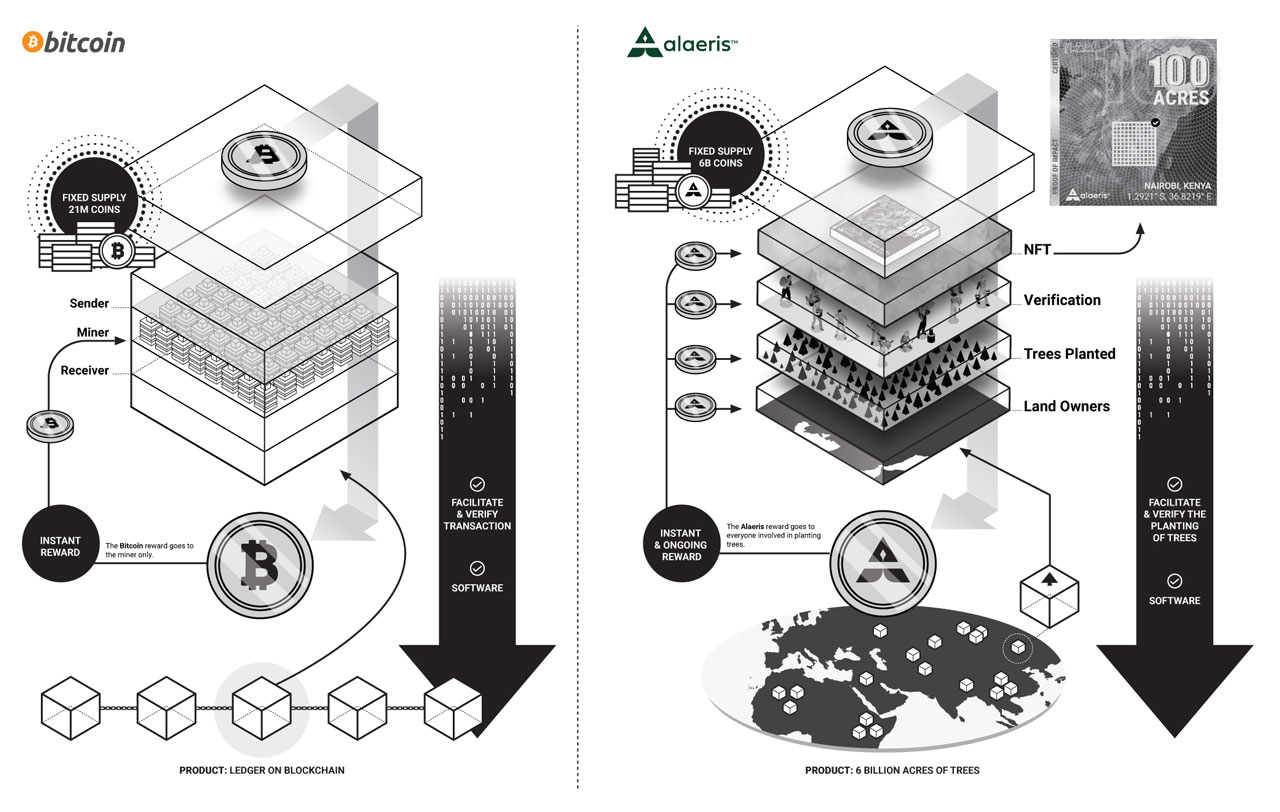 bitcoin
FIXED SUPPLY
21M COINS
Sender
Miner
Receiver
INSTANT
REWARD
The Bitcoin reward goes to
the miner only.
FACILITATE
& VERIFY
TRANSACTION
SOFTWARE
PRODUCT: LEDGER ON BLOCKCHAIN
alaeris™
FIXED SUPPLY
6B COINS
CERTIFIED
PROOF OF IMPACT
100
ACRES
NAIROBI, KENYA
1.2921° S, 36.8219° E
alaeris
NFT
Verification
Trees Planted
Land Owners
INSTANT
& ONGOING
REWARD
The Alaeris reward goes to
everyone involved in planting
trees.
FACILITATE
& VERIFY THE
PLANTING
OF TREES
SOFTWARE
PRODUCT: 6 BILLION ACRES OF TREES